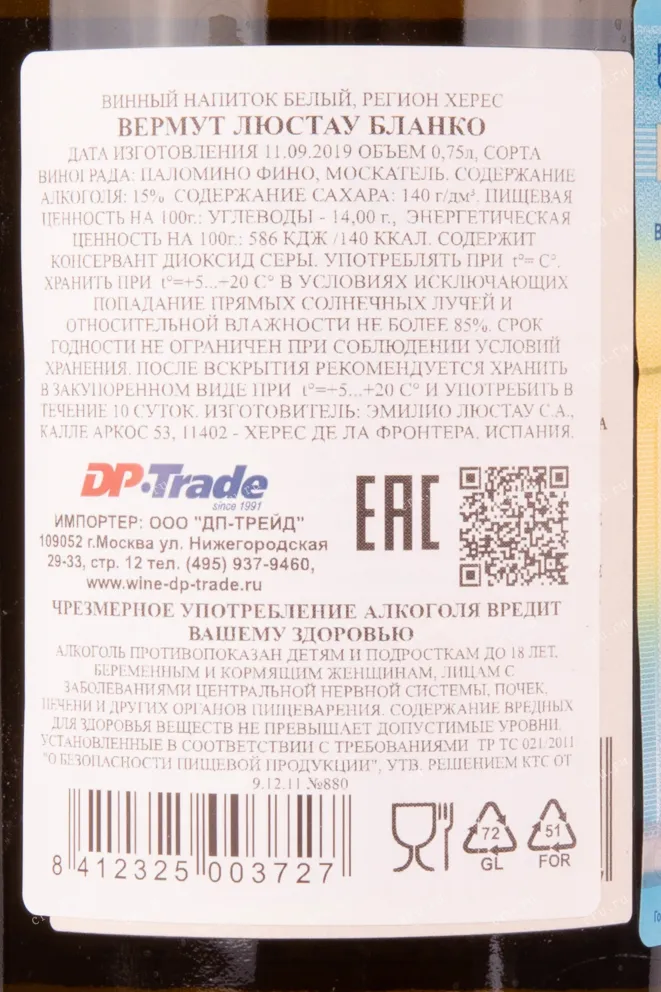 ВИННЫЙ НАПИТОК БЕЛЫЙ, РЕГИОН ХЕРЕС
ВЕРМУТ ЛЮСТАУ БЛАНКО
ДАТА ИЗГОТОВЛЕНИЯ 11.09.2019 ОБЪЕМ 0,75л, СОРТА
ВИНОГРАДА: ПАЛОМИНО ФИНО, МОСКАТЕЛЬ. СОДЕРЖАНИЕ
АЛКОГОЛЯ: 15%, СОДЕРЖАНИЕ САХАРА: 140 г/дм³. ПИЩЕВАЯ
ЦЕННОСТЬ НА 100г.: УГЛЕВОДЫ - 14,00 г., ЭНЕРГЕТИЧЕСКАЯ
ЦЕННОСТЬ НА 100г.: 586 КДЖ /140 ККАЛ. СОДЕРЖИТ
КОНСЕРВАНТ ДИОКСИД СЕРЫ. УПОТРЕБЛЯТЬ ПРИ t°= C°.
ХРАНИТЬ ПРИ t°=+5...+20 C° В УСЛОВИЯХ ИСКЛЮЧАЮЩИХ
ПОПАДАНИЕ ПРЯМЫХ СОЛНЕЧНЫХ ЛУЧЕЙ И
ОТНОСИТЕЛЬНОЙ ВЛАЖНОСТИ НЕ БОЛЕЕ 85%. СРОК
ГОДНОСТИ НЕ ОГРАНИЧЕН ПРИ СОБЛЮДЕНИИ УСЛОВИЙ
ХРАНЕНИЯ. ПОСЛЕ ВСКРЫТИЯ РЕКОМЕНДУЕТСЯ ХРАНИТЬ
В ЗАКУПОРЕННОМ ВИДЕ ПРИ t°=+5...+20 C° И УПОТРЕБИТЬ В
ТЕЧЕНИЕ 10 СУТОК. ИЗГОТОВИТЕЛЬ: ЭМИЛИО ЛЮСТАУ С.А.,
КАЛЛЕ АРКОС 53, 11402 - ХЕРЕС ДЕ ЛА ФРОНТЕРА, ИСПАНИЯ.
DP·Trade
since 1991
EAC
ИМПОРТЕР: ООО "ДП-ТРЕЙД"
109052 г.Москва ул. Нижегородская
29-33, стр. 12 тел. (495) 937-9460,
www.wine-dp-trade.ru
ЧРЕЗМЕРНОЕ УПОТРЕБЛЕНИЕ АЛКОГОЛЯ ВРЕДИТ
ВАШЕМУ ЗДОРОВЬЮ
АЛКОГОЛЬ ПРОТИВОПОКАЗАН ДЕТЯМ И ПОДРОСТКАМ ДО 18 ЛЕТ,
БЕРЕМЕННЫМ И КОРМЯЩИМ ЖЕНЩИНАМ, ЛИЦАМ С
ЗАБОЛЕВАНИЯМИ ЦЕНТРАЛЬНОЙ НЕРВНОЙ СИСТЕМЫ, ПОЧЕК,
ПЕЧЕНИ И ДРУГИХ ОРГАНОВ ПИЩЕВАРЕНИЯ. СОДЕРЖАНИЕ ВРЕДНЫХ
ДЛЯ ЗДОРОВЬЯ ВЕЩЕСТВ НЕ ПРЕВЫШАЕТ ДОПУСТИМЫЕ УРОВНИ,
УСТАНОВЛЕННЫЕ В СООТВЕТСТВИИ С ТРЕБОВАНИЯМИ ТР ТС 021/2011
"О БЕЗОПАСНОСТИ ПИЩЕВОЙ ПРОДУКЦИИ", УТВ. РЕШЕНИЕМ КТС ОТ
9.12.11 №880
8 412325 003727
72
GL
51
FOR